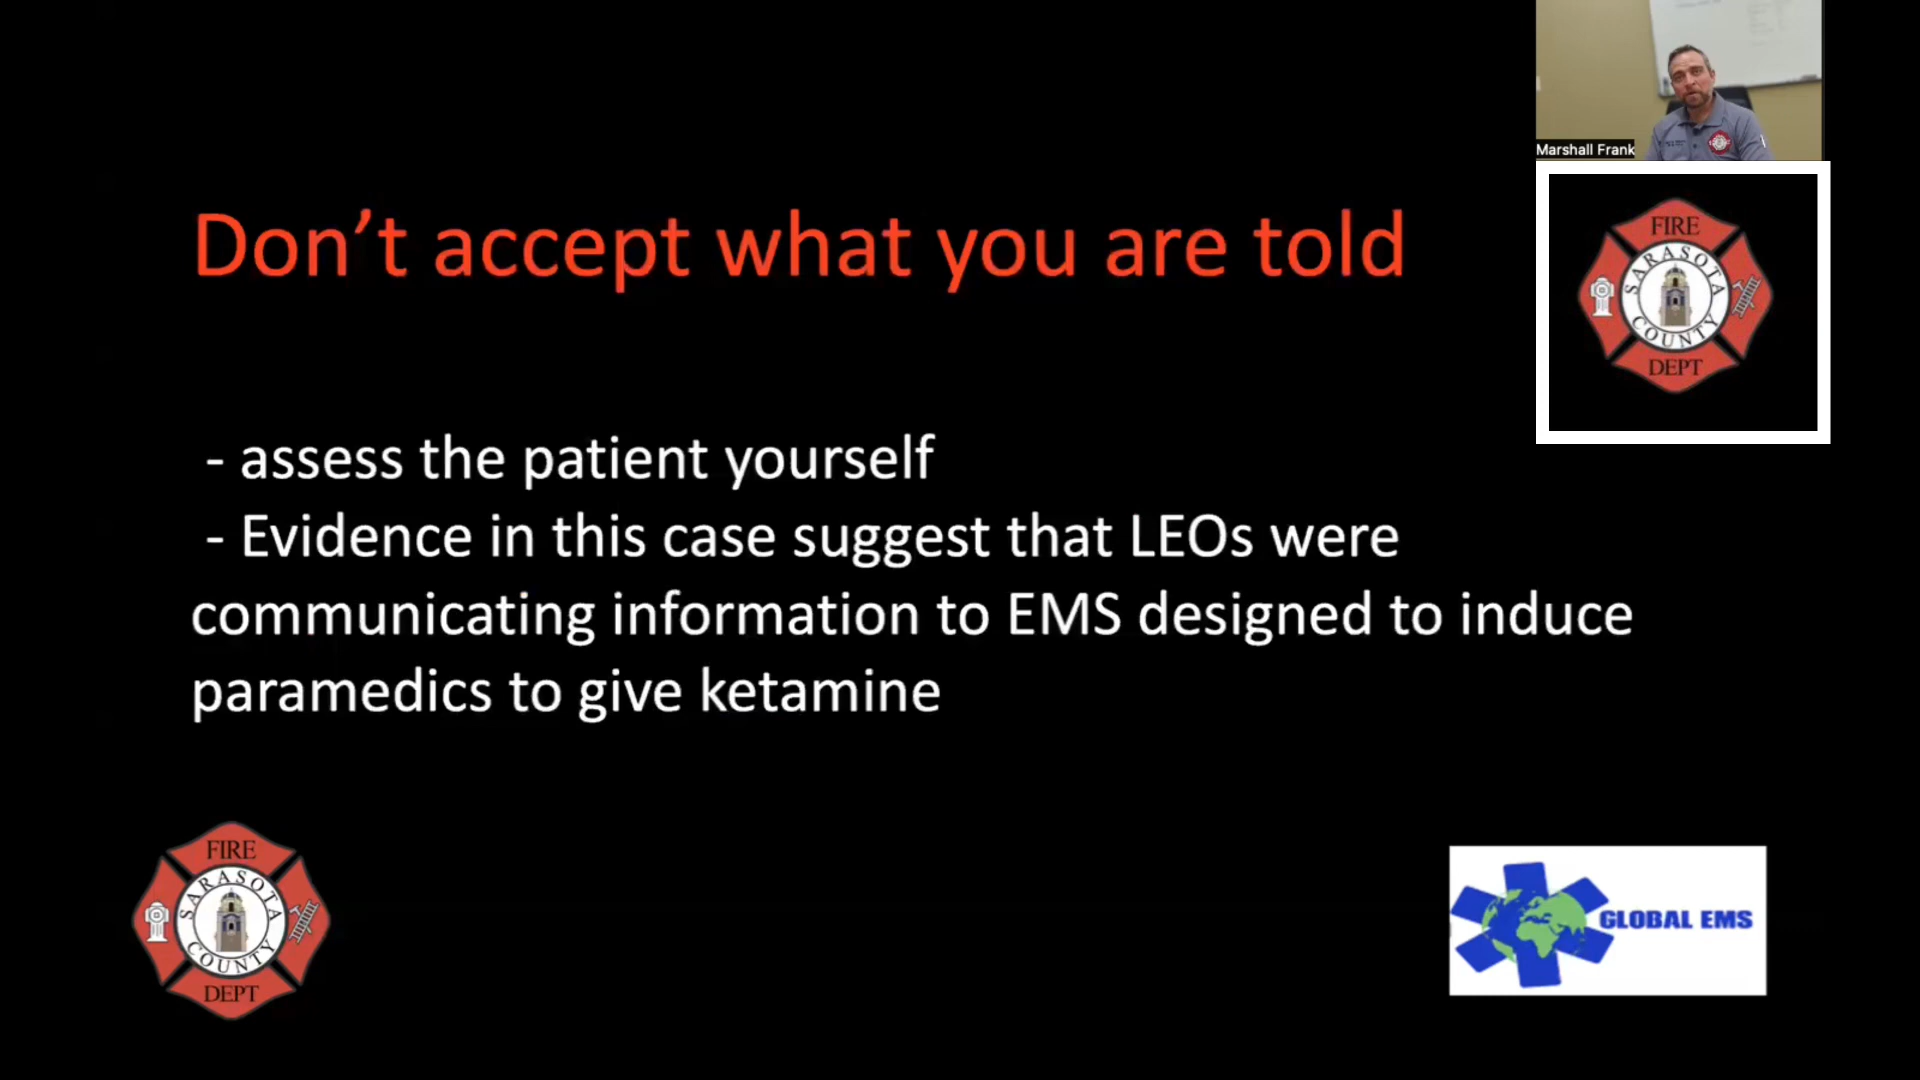 Marshall Frank
FIRE
SARASOTA
COUNTY
DEPT
Don’t accept what you are told
- assess the patient yourself
- Evidence in this case suggest that LEOs were
communicating information to EMS designed to induce
paramedics to give ketamine
FIRE
SARASOTA
COUNTY
DEPT
GLOBAL EMS